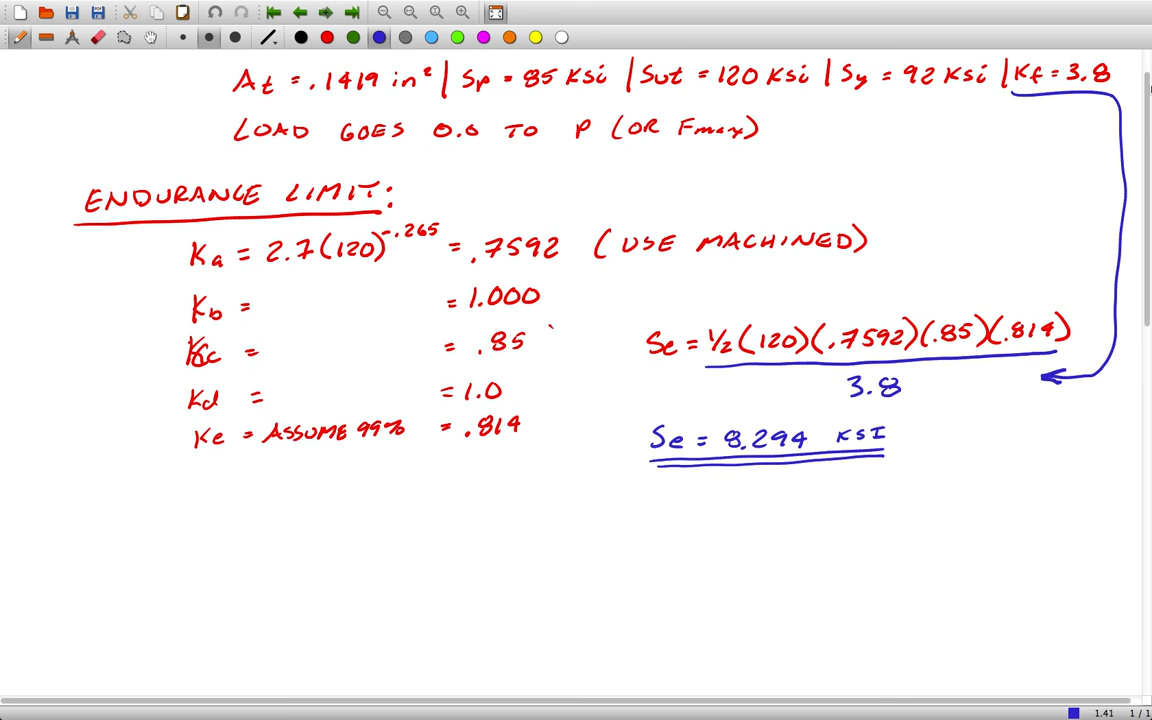 At = .1419 in² | Sp = 85 Ksi | Sut = 120 Ksi | Sy = 92 Ksi | Kf = 3.8
LOAD GOES 0.0 TO P (OR Fmax)
ENDURANCE LIMIT:
Ka = 2.7(120)^-.265 = .7592 (USE MACHINED)
Kb = = 1.000
Kc = = .85
Kd = = 1.0
Ke = ASSUME 99% = .814
Se = 1/2(120)(.7592)(.85)(.814)
3.8
Se = 8.294 KSI
1.41 1 / 1